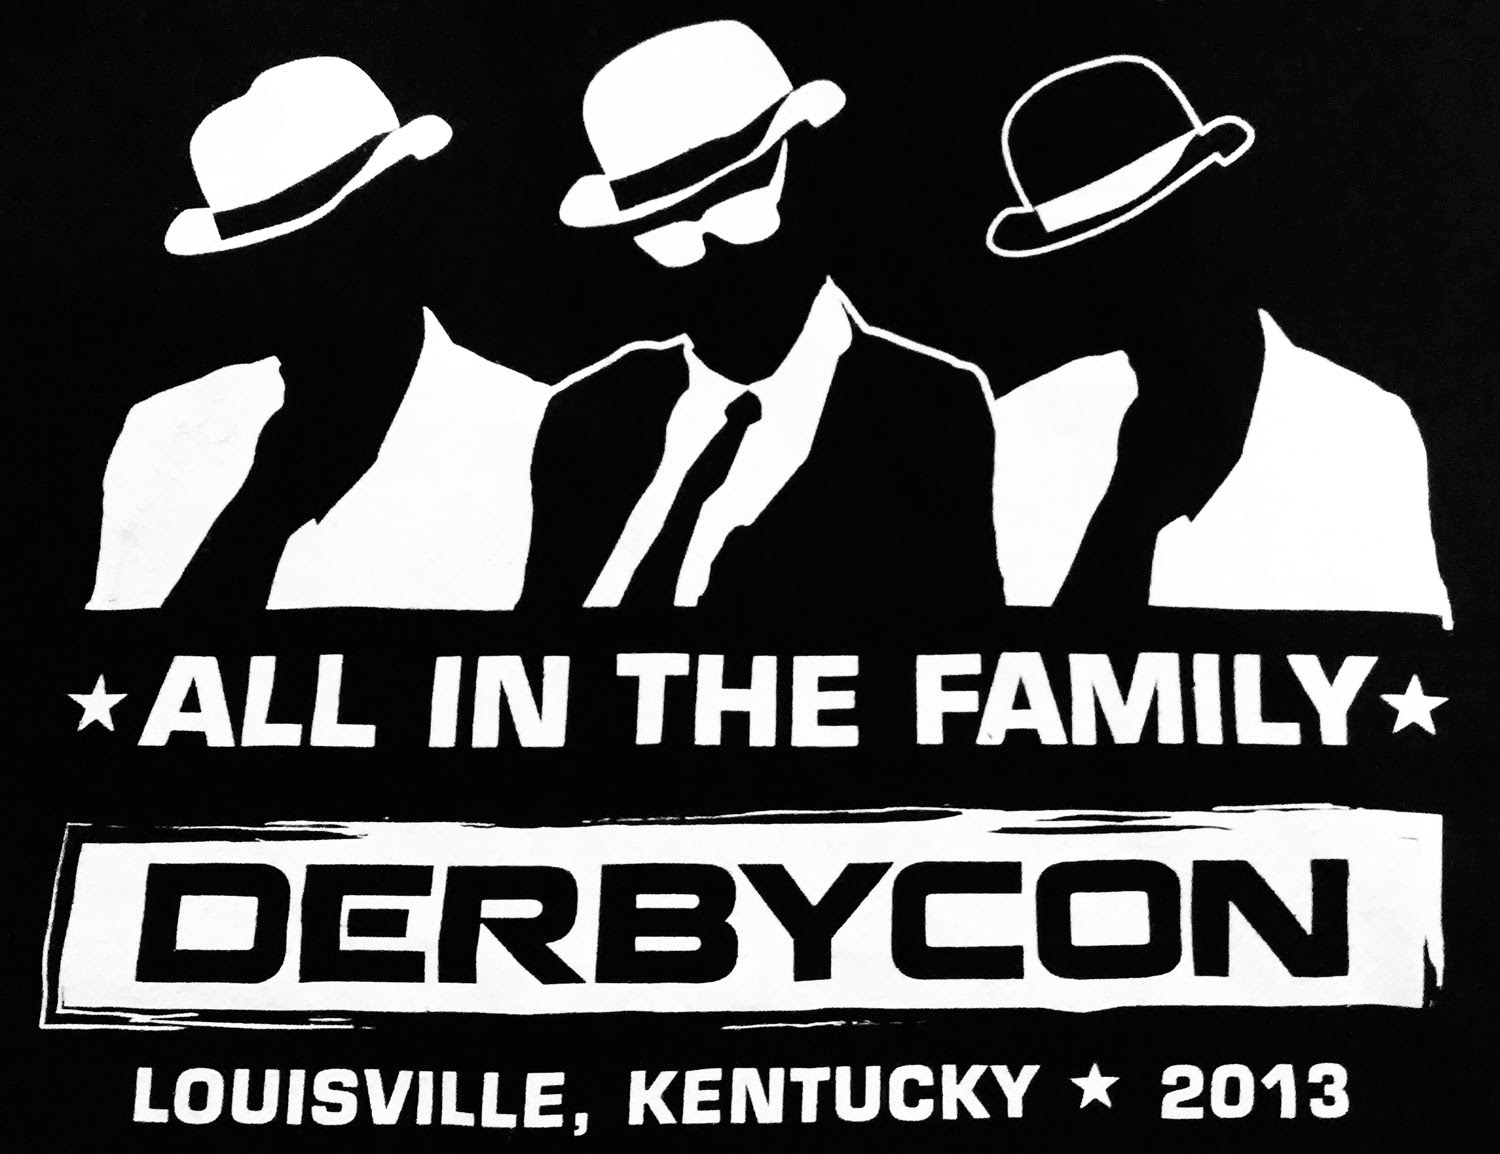 ★ALL IN THE FAMILY★
DERBYCON
LOUISVILLE, KENTUCKY ★ 2013